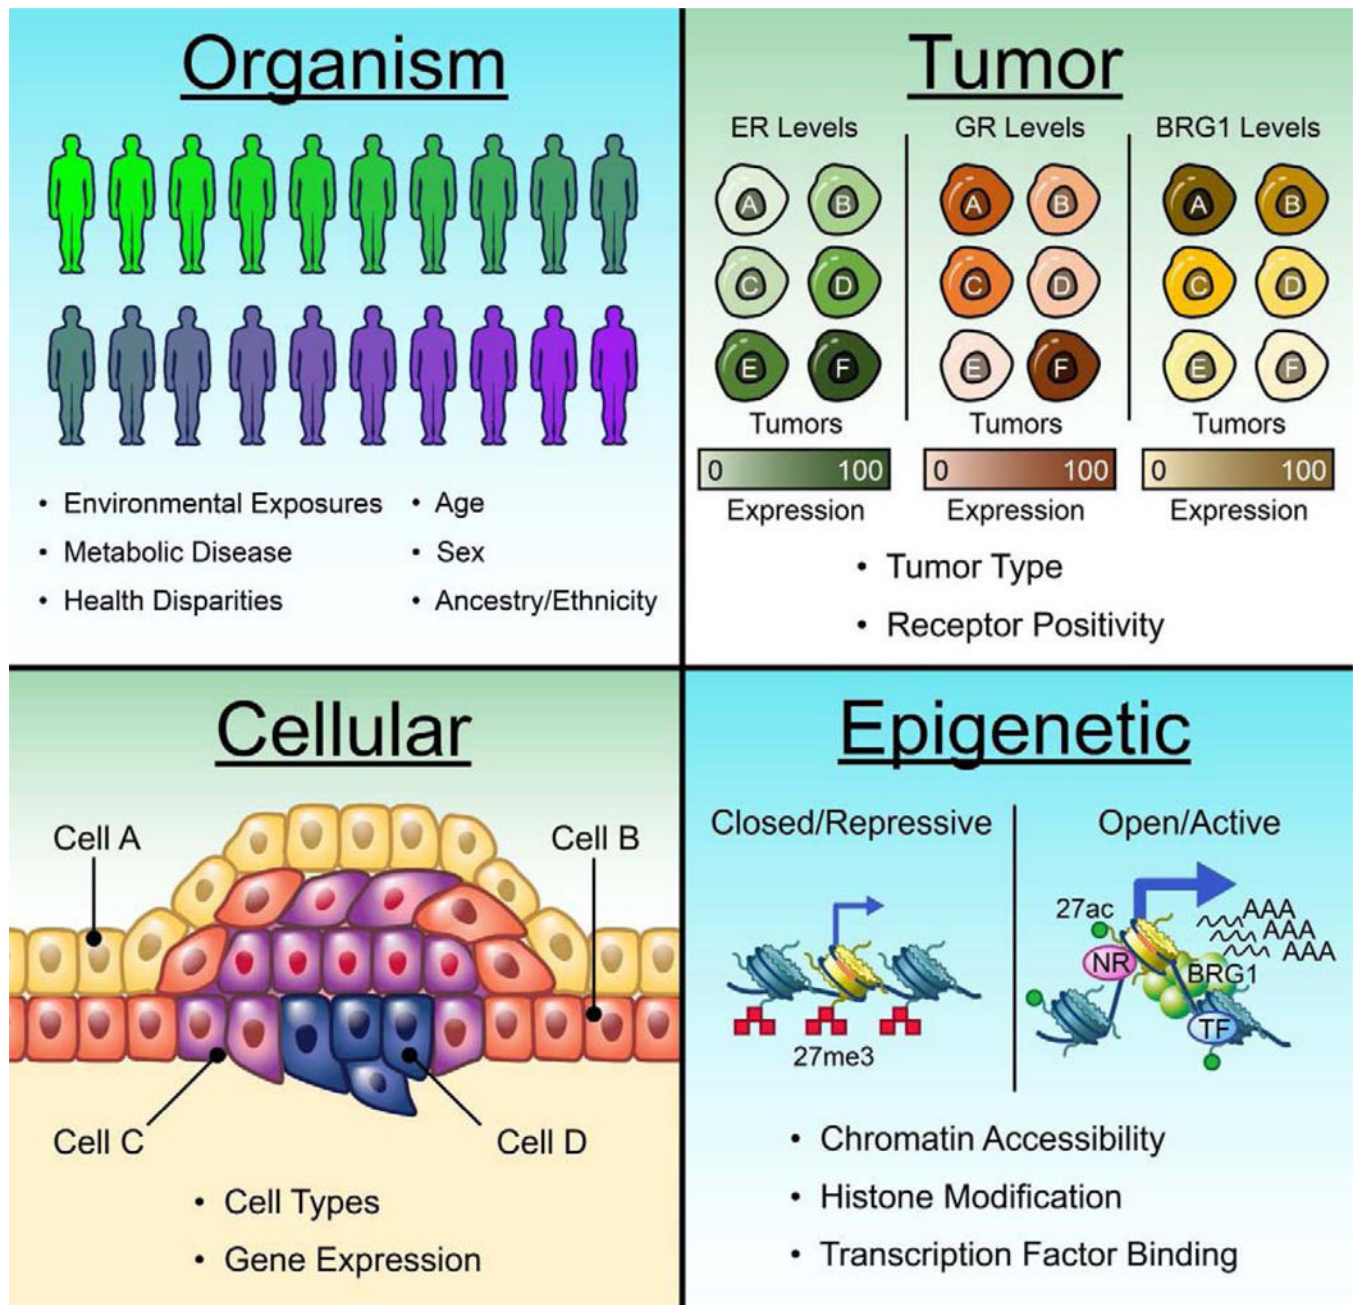 Organism
• Environmental Exposures
• Metabolic Disease
• Health Disparities
• Age
• Sex
• Ancestry/Ethnicity
Tumor
ER Levels
A B
C D
E F
Tumors
0 100
Expression
GR Levels
A B
C D
E F
Tumors
0 100
Expression
BRG1 Levels
A B
C D
E F
Tumors
0 100
Expression
• Tumor Type
• Receptor Positivity
Cellular
Cell A
Cell B
Cell C
Cell D
• Cell Types
• Gene Expression
Epigenetic
Closed/Repressive
27me3
Open/Active
27ac
AAA
AAA
AAA
NR
BRG1
TF
• Chromatin Accessibility
• Histone Modification
• Transcription Factor Binding